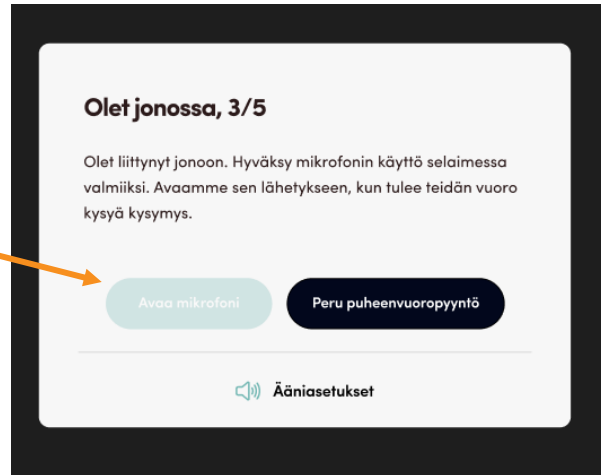 Olet jonossa, 3/5
Olet liittynyt jonoon. Hyväksy mikrofonin käyttö selaimessa
valmiiksi. Avaamme sen lähetykseen, kun tulee teidän vuoro
kysyä kysymys.
Avaa mikrofoni
Peru puheenvuoropyyntö
Ääniasetukset